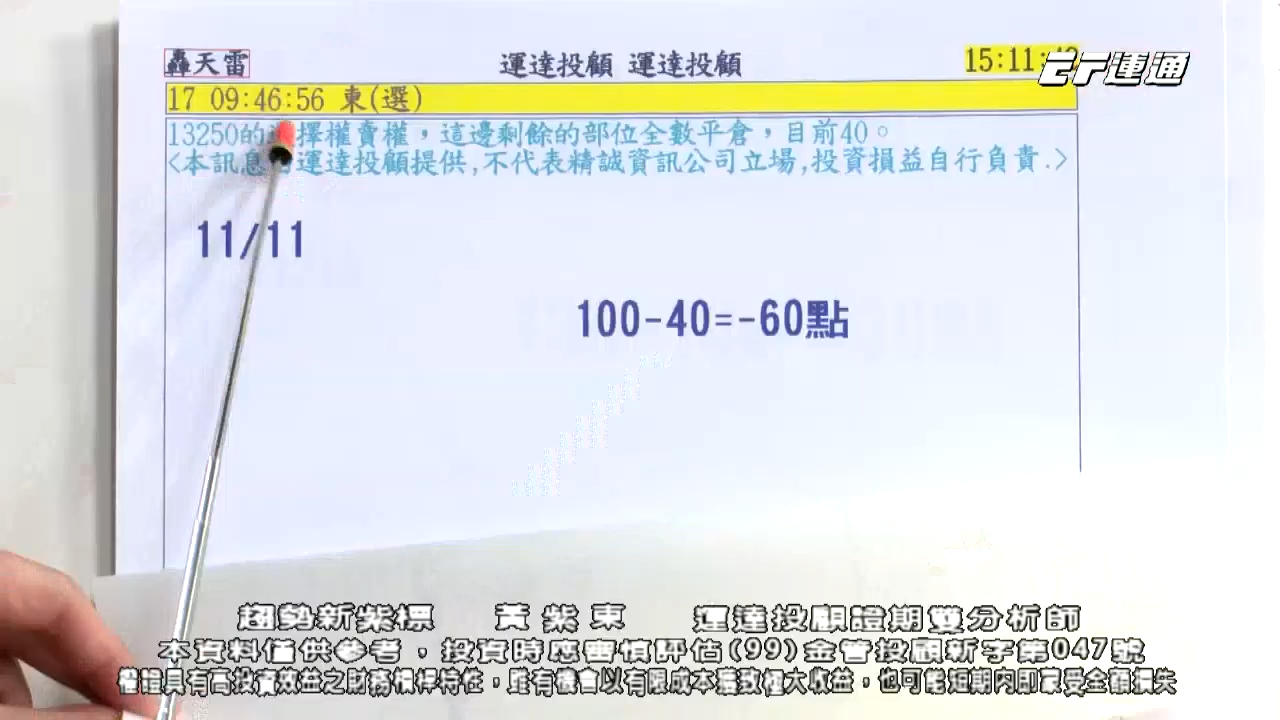 轟天雷 運達投顧 運達投顧 15:11:
運通
17 09:46:56 東(選)
13250的選擇權賣權，這邊剩餘的部位全數平倉，目前40。
<本訊息由運達投顧提供,不代表精誠資訊公司立場,投資損益自行負責.>
11/11
100-40=-60點
趨勢新紫標 黃紫東 運達投顧證期雙分析師
本資料僅供參考，投資時應審慎評估(99)金管投顧新字第047號
權證具有高投資效益之財務槓桿特性，雖有機會以有限成本獲致極大收益，也可能短期內即蒙受全額損失